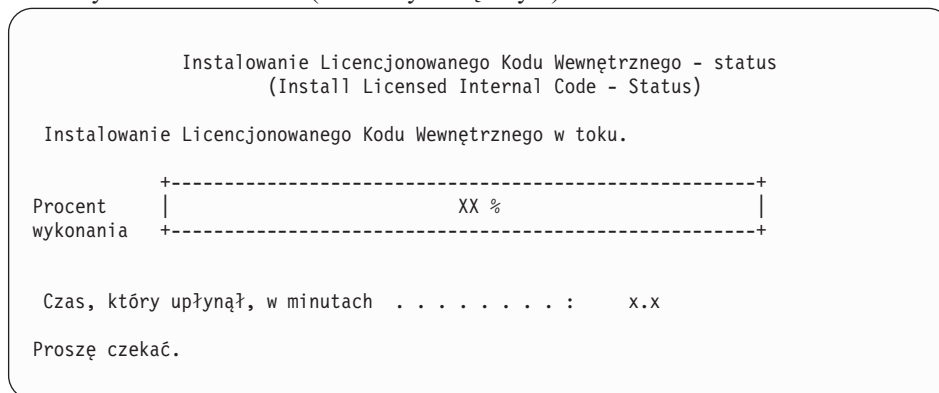 Instalowanie Licencjonowanego Kodu Wewnętrznego - status
(Install Licensed Internal Code - Status)
Instalowanie Licencjonowanego Kodu Wewnętrznego w toku.
+-------------------------------------------------------+
Procent | XX % |
wykonania +-------------------------------------------------------+
Czas, który upłynął, w minutach . . . . . . . . : x.x
Proszę czekać.